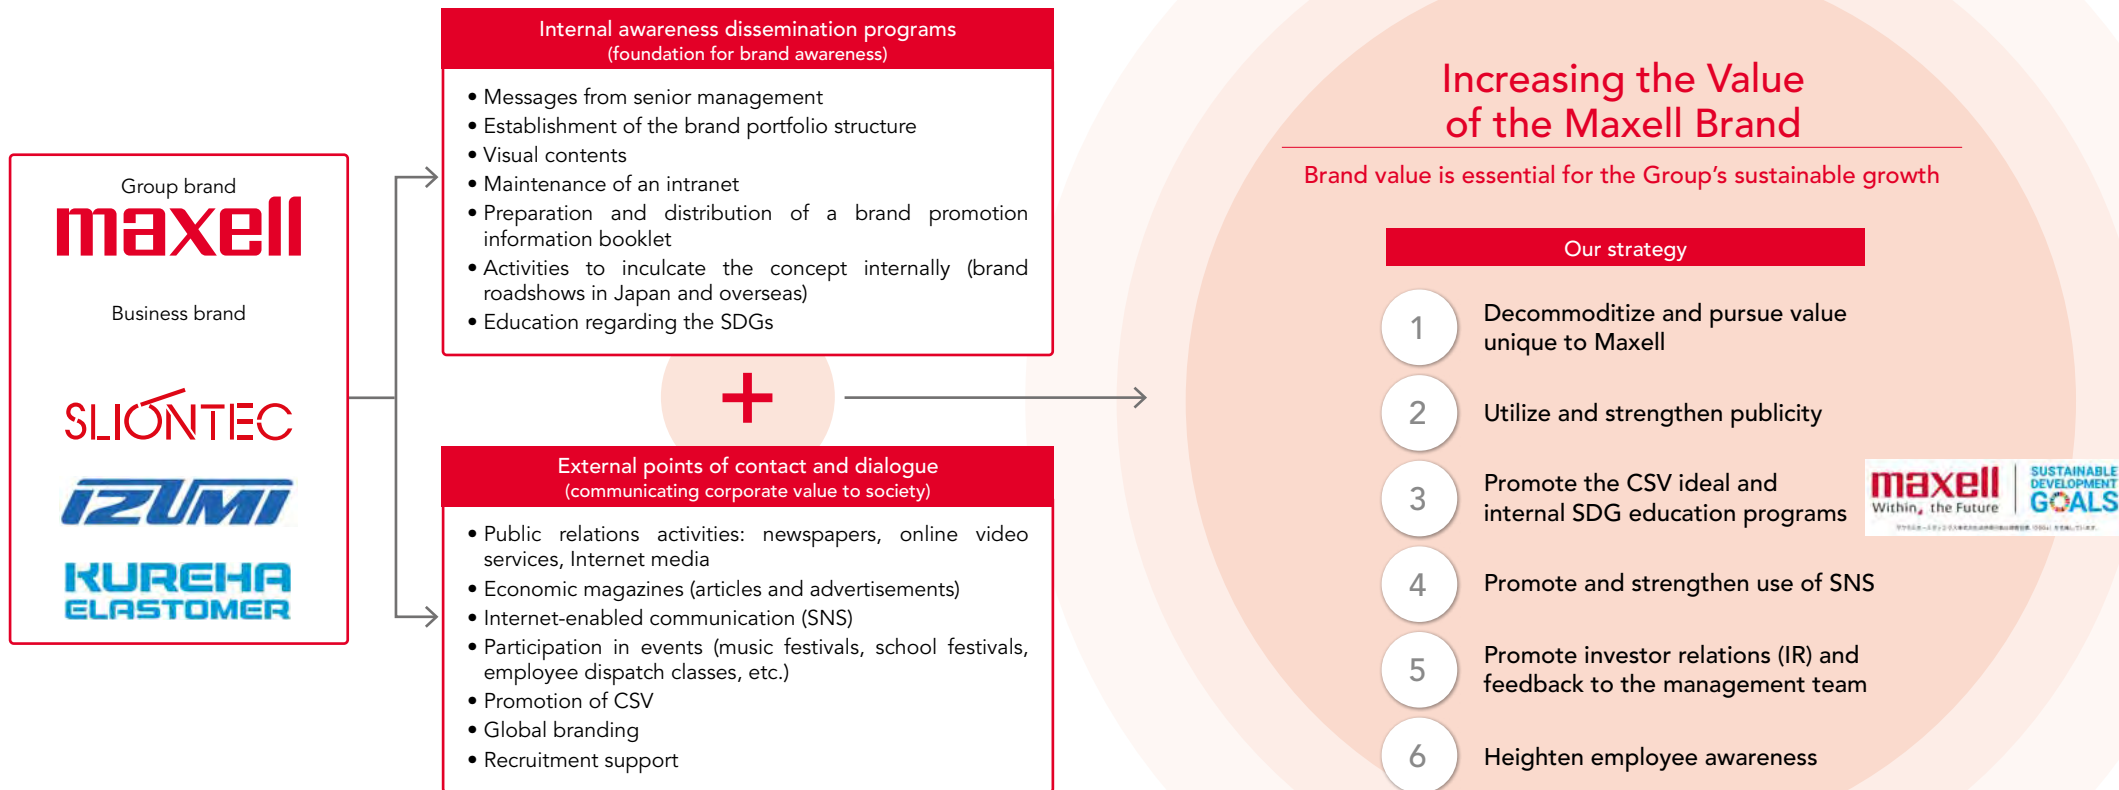 Group brand
maxell
Business brand
SLIONTEC
IZUMI
KUREHA
ELASTOMER
Internal awareness dissemination programs
(foundation for brand awareness)
• Messages from senior management
• Establishment of the brand portfolio structure
• Visual contents
• Maintenance of an intranet
• Preparation and distribution of a brand promotion
information booklet
• Activities to inculcate the concept internally (brand
roadshows in Japan and overseas)
• Education regarding the SDGs
+
External points of contact and dialogue
(communicating corporate value to society)
• Public relations activities: newspapers, online video
services, Internet media
• Economic magazines (articles and advertisements)
• Internet-enabled communication (SNS)
• Participation in events (music festivals, school festivals,
employee dispatch classes, etc.)
• Promotion of CSV
• Global branding
• Recruitment support
Increasing the Value
of the Maxell Brand
Brand value is essential for the Group’s sustainable growth
Our strategy
1 Decommoditize and pursue value
unique to Maxell
2 Utilize and strengthen publicity
3 Promote the CSV ideal and
internal SDG education programs
maxell
Within, the Future
SUSTAINABLE
DEVELOPMENT
GOALS
4 Promote and strengthen use of SNS
5 Promote investor relations (IR) and
feedback to the management team
6 Heighten employee awareness